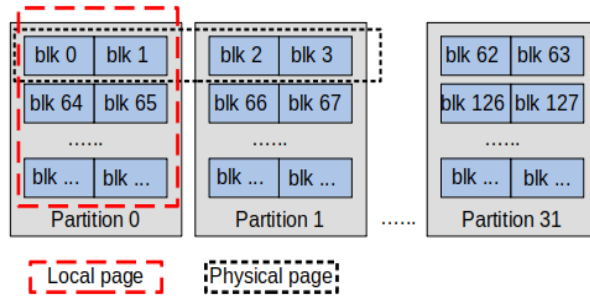 blk 0 blk 1 blk 2 blk 3 blk 62 blk 63
blk 64 blk 65 blk 66 blk 67 blk 126 blk 127
...... ...... ......
blk ... blk ... blk ... blk ... blk ... blk ...
Partition 0 Partition 1 ...... Partition 31
Local page Physical page